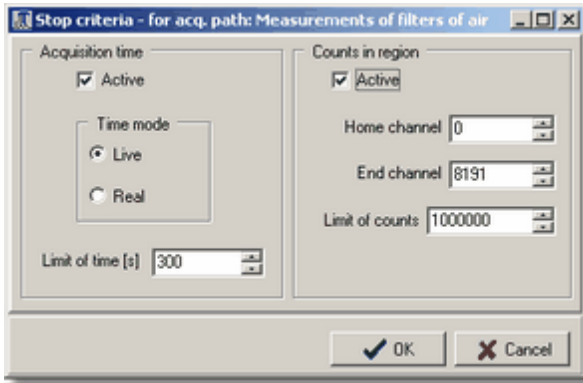 Stop criteria - for acq. path: Measurements of filters of air
Acquisition time
Active
Time mode
Live
Real
Limit of time [s] 300
Counts in region
Active
Home channel 0
End channel 8191
Limit of counts 1000000
OK
Cancel